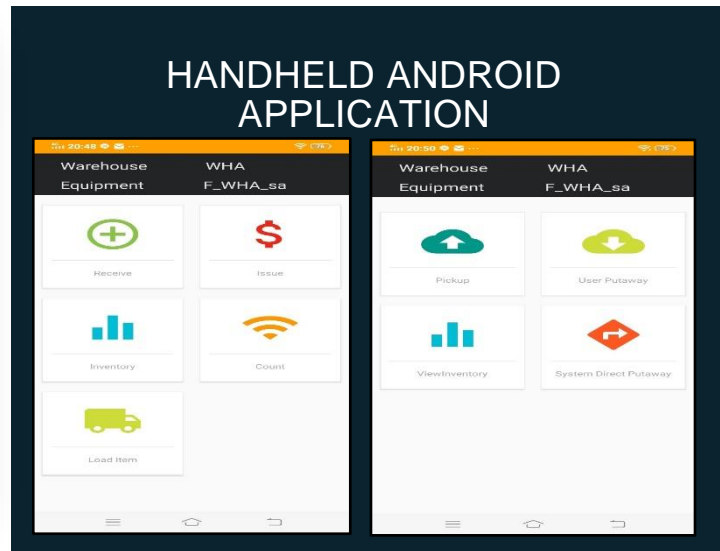 HANDHELD ANDROID
APPLICATION
20:48
Warehouse WHA
Equipment F_WHA_sa
Receive Issue
Inventory Count
Load Item
20:50
Warehouse WHA
Equipment F_WHA_sa
Pickup User Putaway
ViewInventory System Direct Putaway